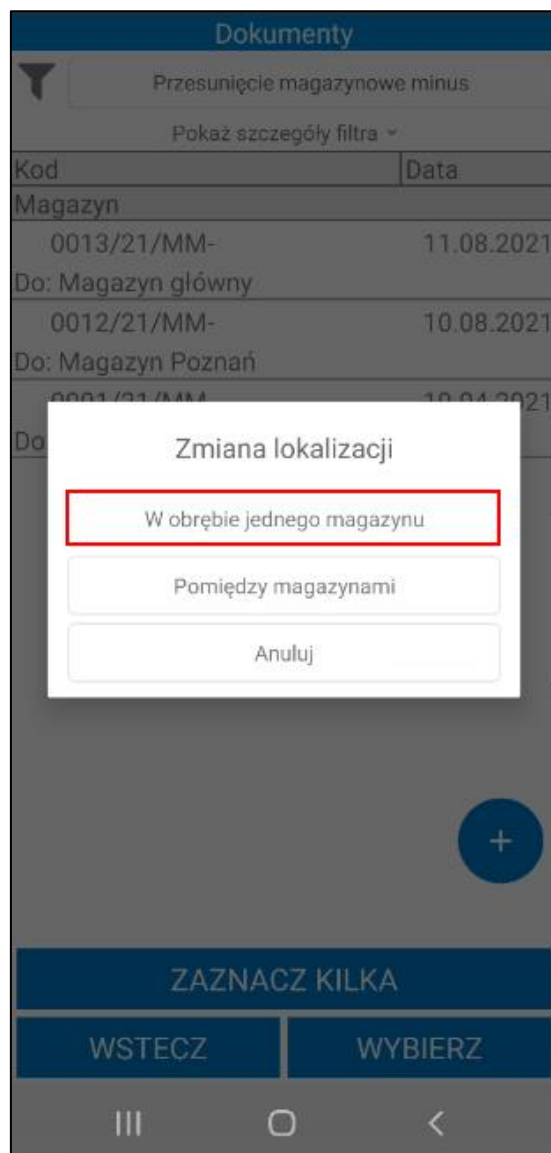 Dokumenty
Przesunięcie magazynowe minus
Pokaż szczegóły filtra
Kod Data
Magazyn
0013/21/MM- 11.08.2021
Do: Magazyn główny
0012/21/MM- 10.08.2021
Do: Magazyn Poznań
Do
Zmiana lokalizacji
W obrębie jednego magazynu
Pomiędzy magazynami
Anuluj
+
ZAZNACZ KILKA
WSTECZ WYBIERZ